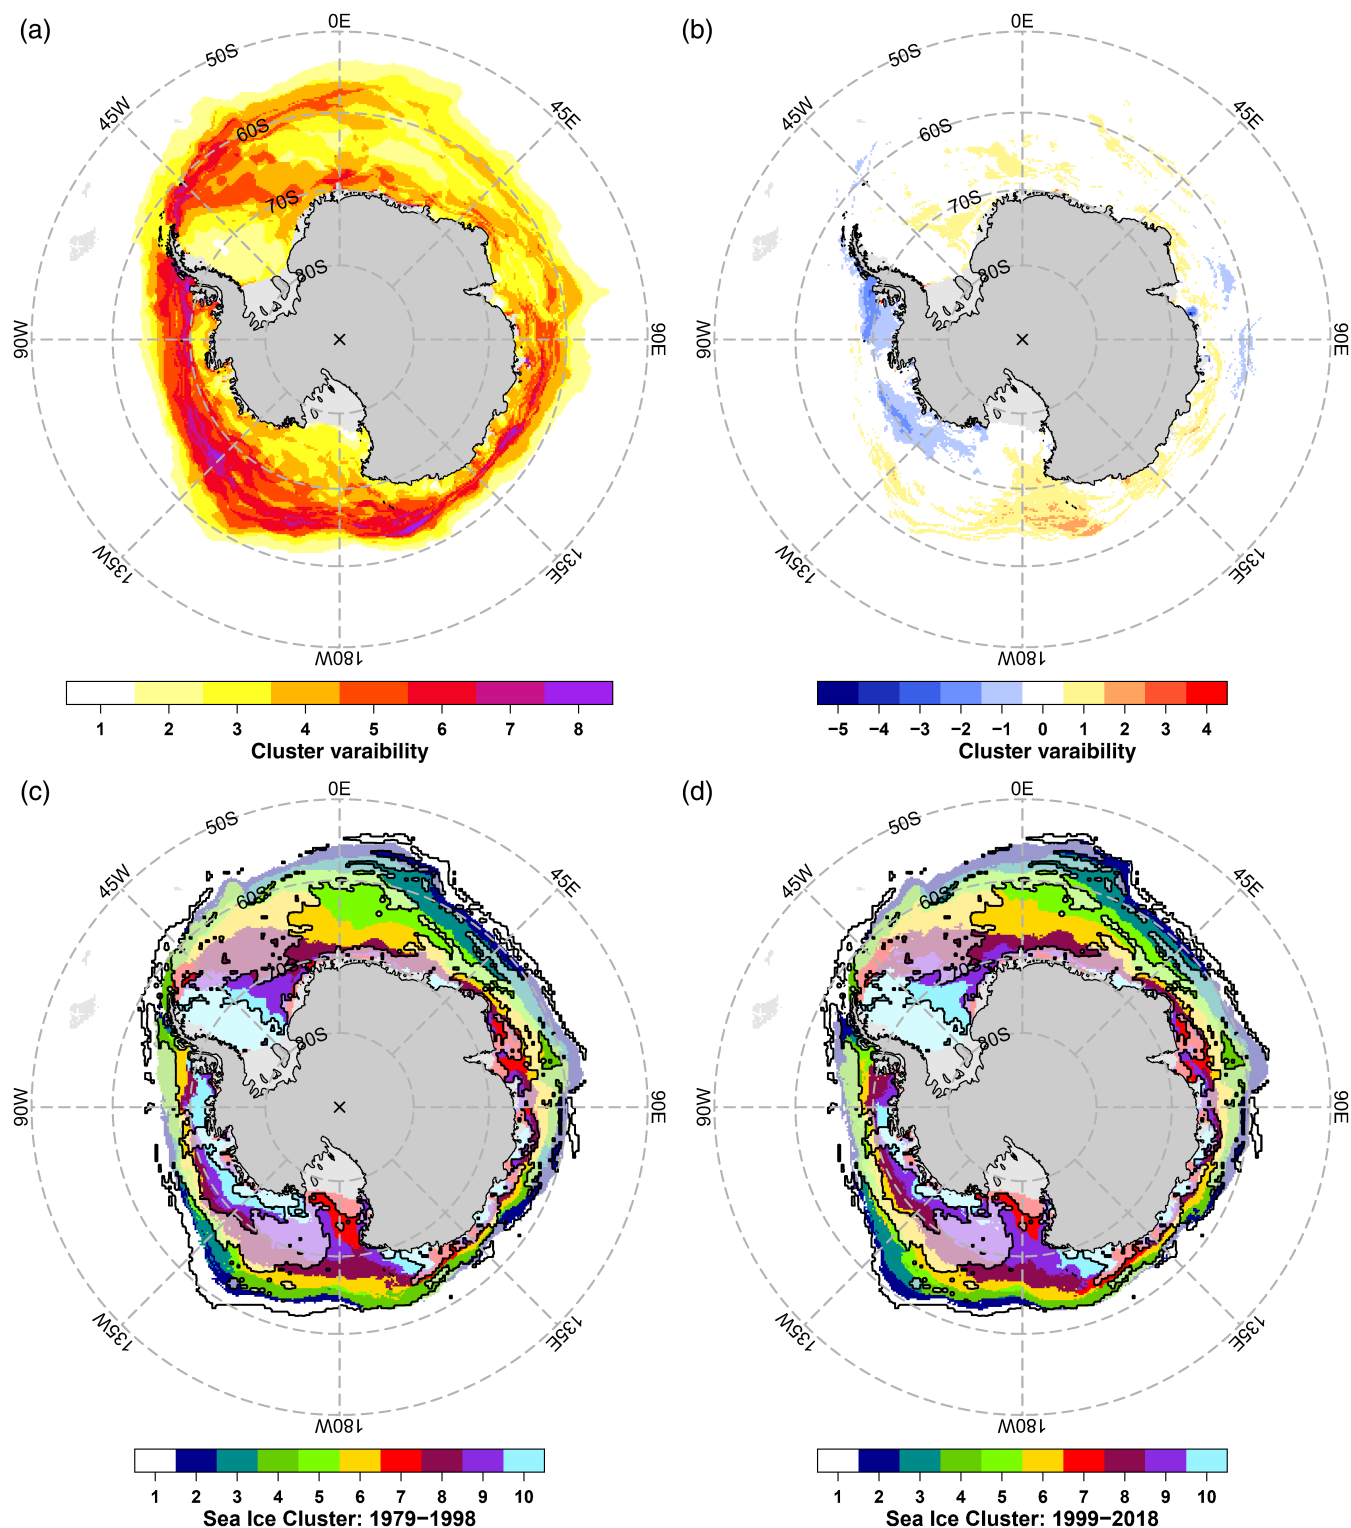 (a)
0E
50S
45W
45E
60S
70S
80S
90W
90E
135W
135E
180W
1 2 3 4 5 6 7 8
Cluster varaibility
(b)
0E
50S
45W
45E
60S
70S
80S
90W
90E
135W
135E
180W
−5 −4 −3 −2 −1 0 1 2 3 4
Cluster varaibility
(c)
0E
50S
45W
45E
60S
80S
90W
90E
135W
135E
180W
1 2 3 4 5 6 7 8 9 10
Sea Ice Cluster: 1979−1998
(d)
0E
50S
45W
45E
60S
80S
90W
90E
135W
135E
180W
1 2 3 4 5 6 7 8 9 10
Sea Ice Cluster: 1999−2018